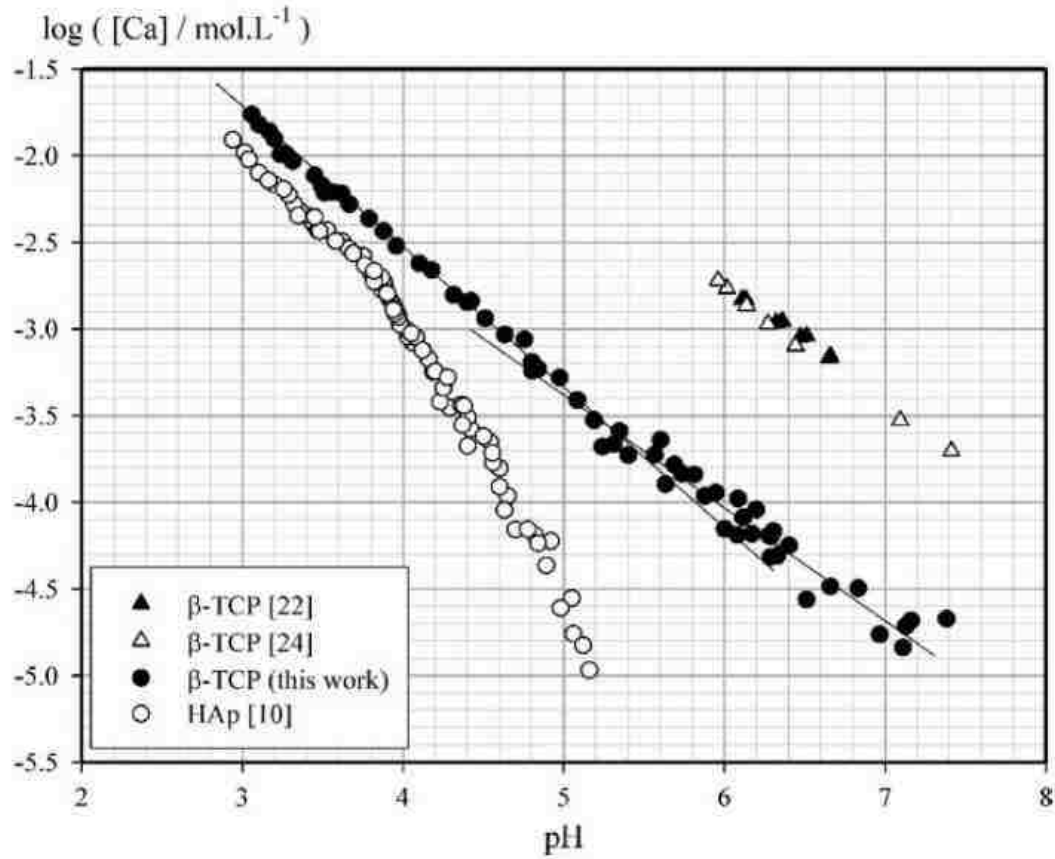 log ( [Ca] / mol.L⁻¹ )
-1.5
-2.0
-2.5
-3.0
-3.5
-4.0
-4.5
-5.0
-5.5
▲ β-TCP [22]
△ β-TCP [24]
● β-TCP (this work)
○ HAp [10]
2 3 4 5 6 7 8
pH